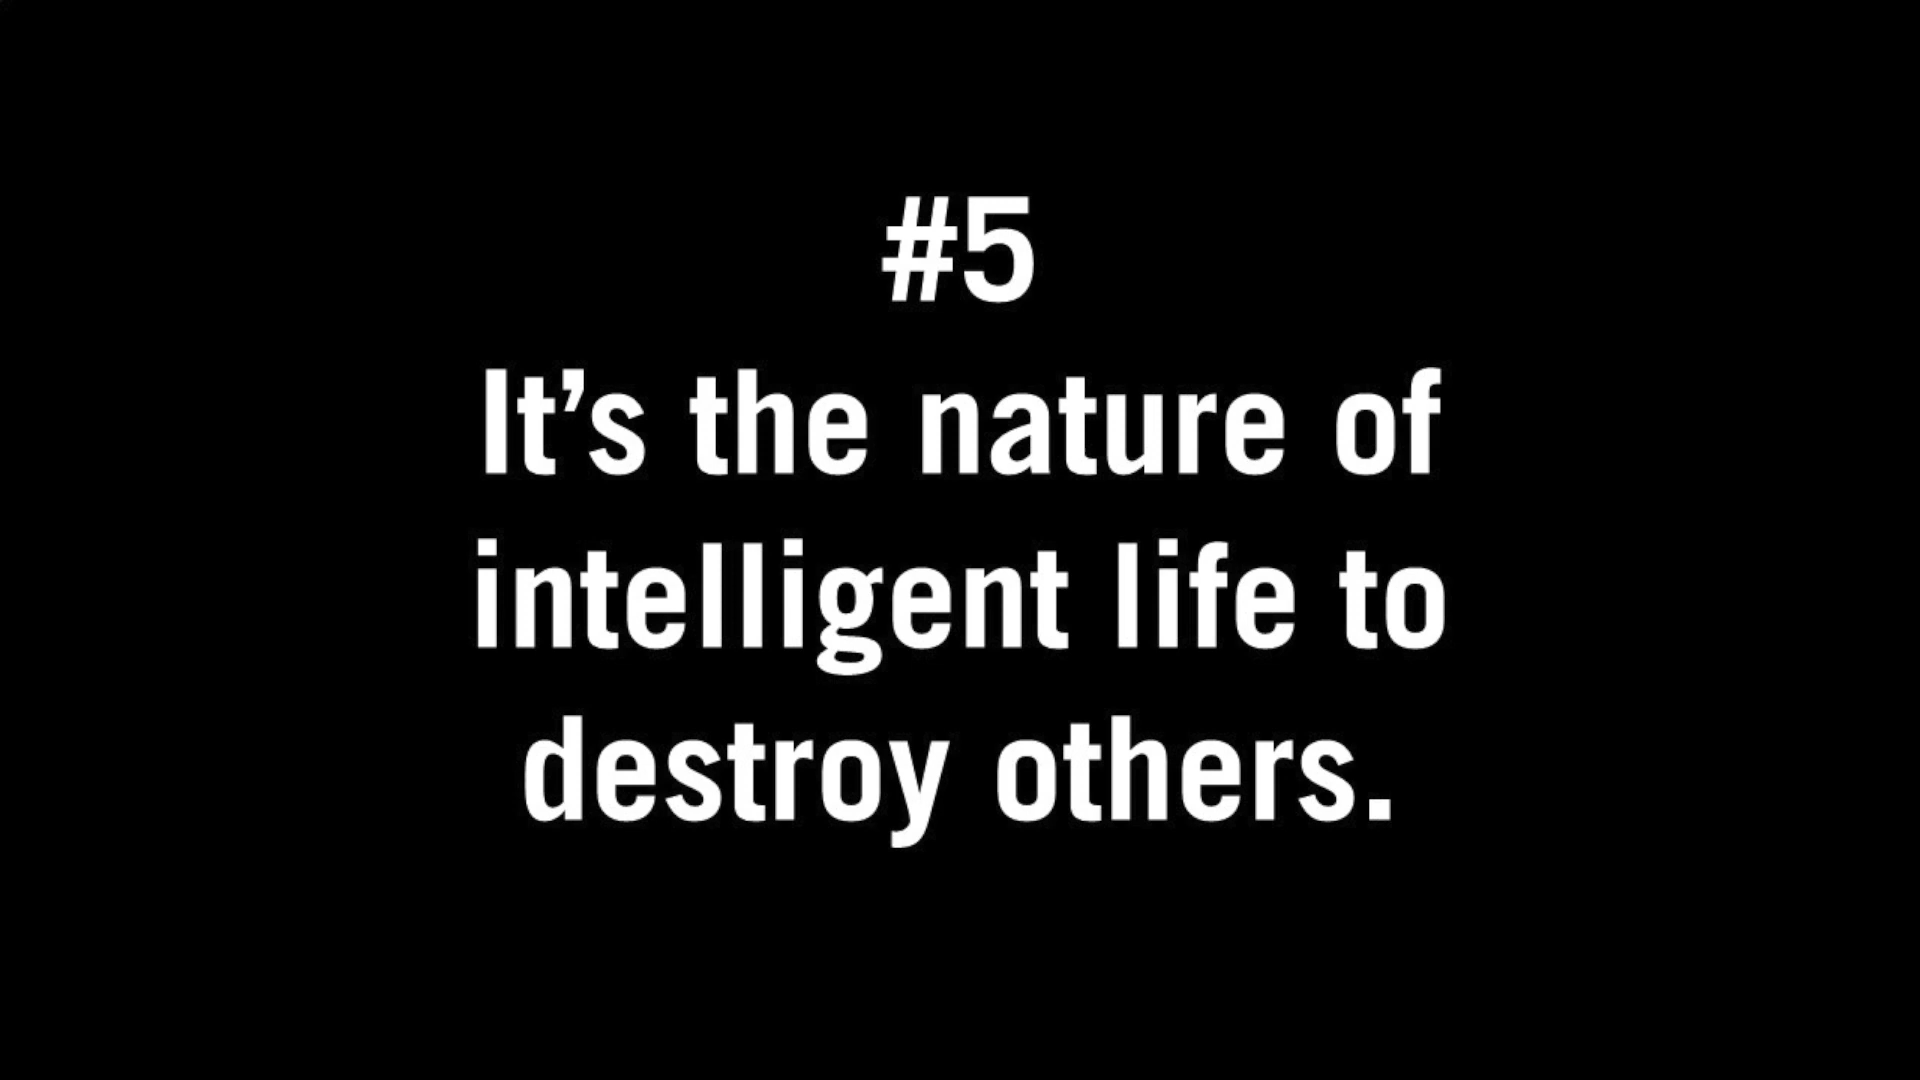 #5
It’s the nature of
intelligent life to
destroy others.